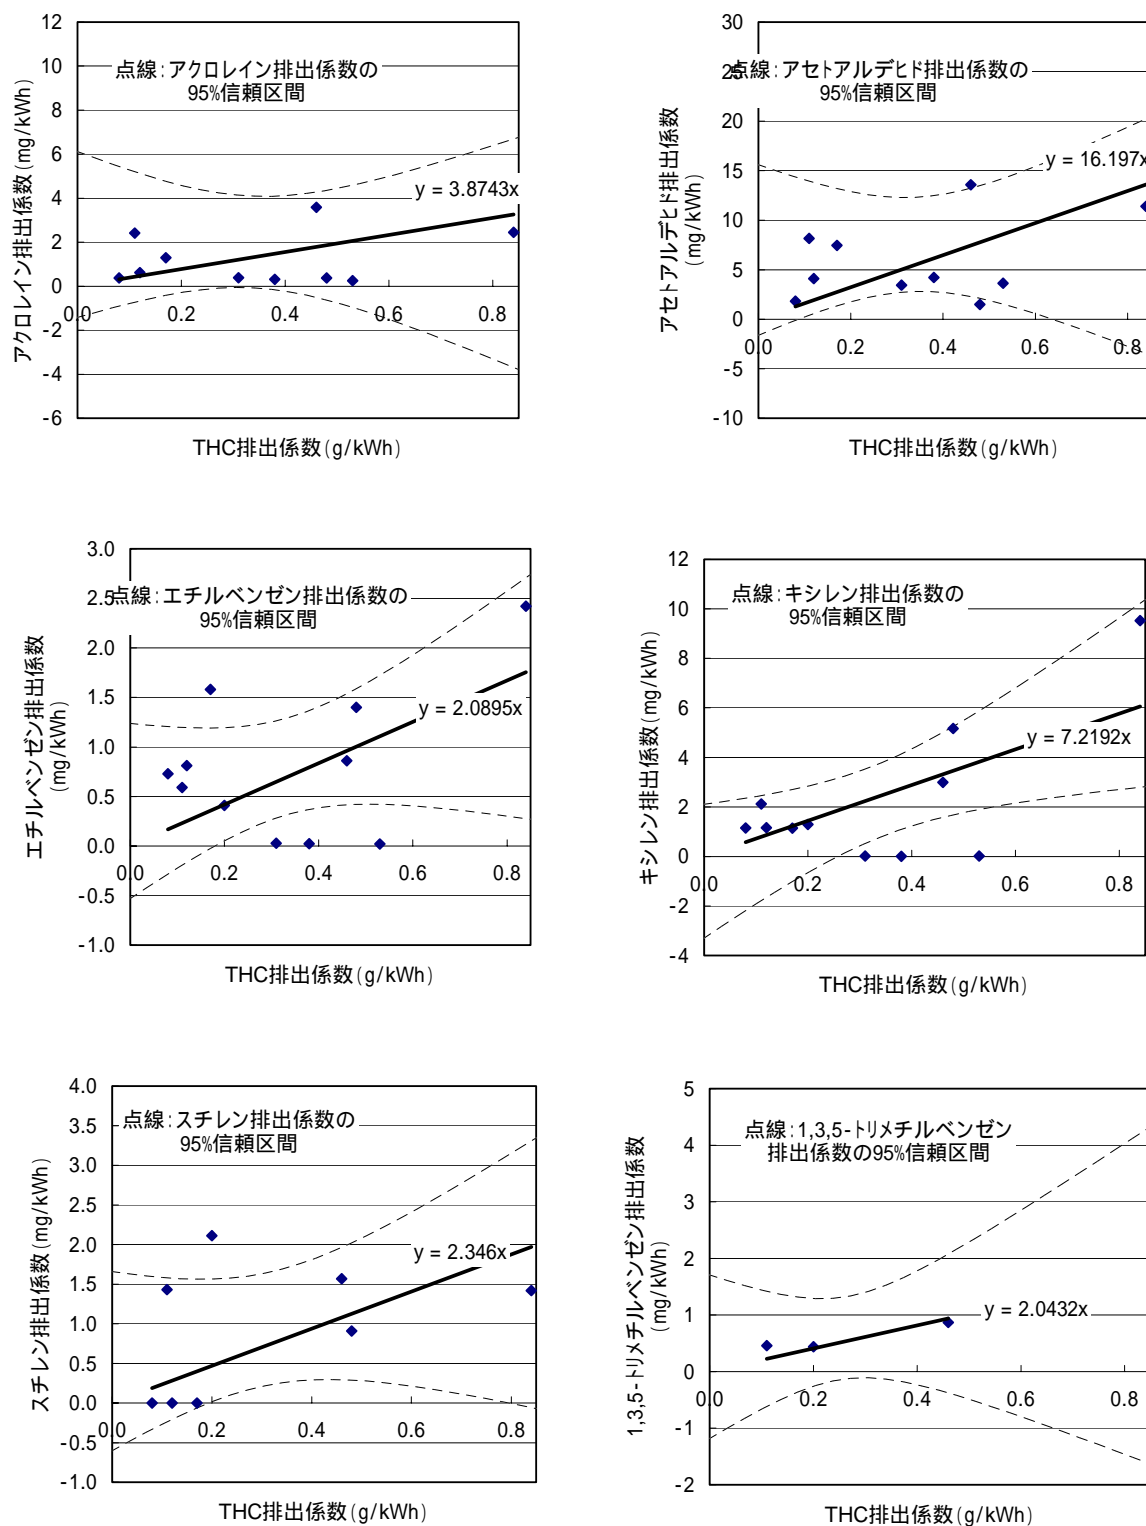 12
10
8
6
4
2
0
-2
-4
-6
アクロレイン排出係数(mg/kWh)
点線:アクロレイン排出係数の
95%信頼区間
y = 3.8743x
0.0
0.2
0.4
0.6
0.8
THC排出係数(g/kWh)
30
25
20
15
10
5
0
-5
-10
アセトアルデヒド排出係数
(mg/kWh)
点線:アセトアルデヒド排出係数の
95%信頼区間
y = 16.197x
0.0
0.2
0.4
0.6
0.8
THC排出係数(g/kWh)
3.0
2.5
2.0
1.5
1.0
0.5
0.0
-0.5
-1.0
エチルベンゼン排出係数
(mg/kWh)
点線:エチルベンゼン排出係数の
95%信頼区間
y = 2.0895x
0.0
0.2
0.4
0.6
0.8
THC排出係数(g/kWh)
12
10
8
6
4
2
0
-2
-4
キシレン排出係数(mg/kWh)
点線:キシレン排出係数の
95%信頼区間
y = 7.2192x
0.0
0.2
0.4
0.6
0.8
THC排出係数(g/kWh)
4.0
3.5
3.0
2.5
2.0
1.5
1.0
0.5
0.0
-0.5
-1.0
スチレン排出係数(mg/kWh)
点線:スチレン排出係数の
95%信頼区間
y = 2.346x
0.0
0.2
0.4
0.6
0.8
THC排出係数(g/kWh)
5
4
3
2
1
0
-1
-2
1,3,5-トリメチルベンゼン排出係数
(mg/kWh)
点線:1,3,5-トリメチルベンゼン
排出係数の95%信頼区間
y = 2.0432x
0.0
0.2
0.4
0.6
0.8
THC排出係数(g/kWh)